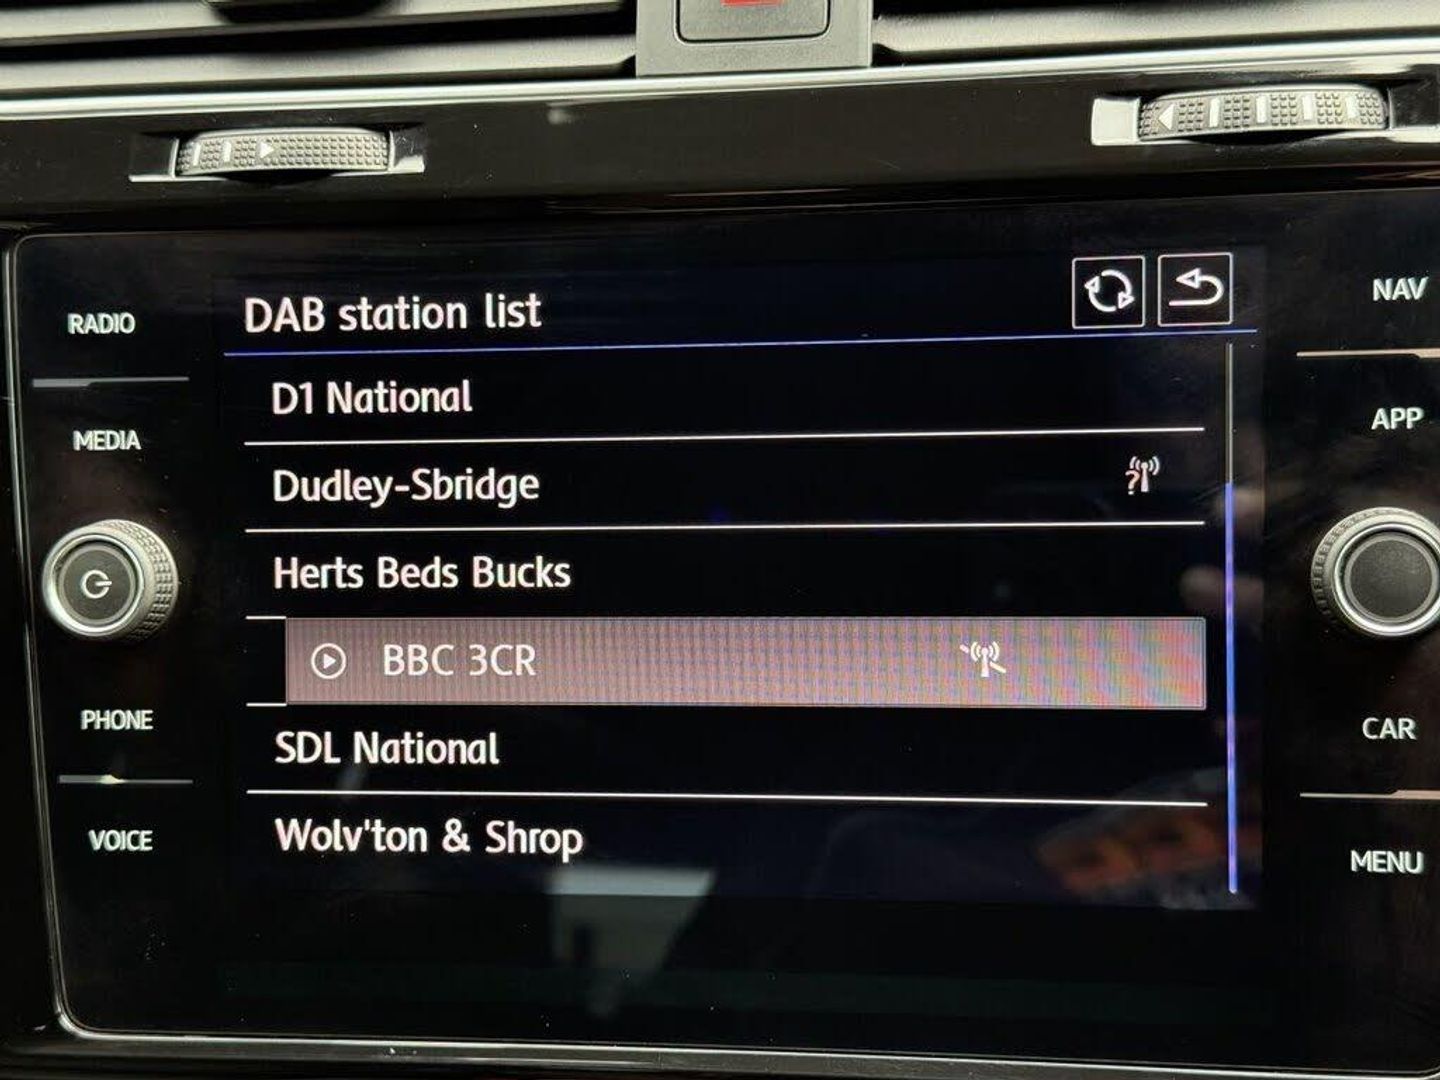 DAB station list
RADIO
NAV
D1 National
MEDIA
APP
Dudley-Sbridge
?
Herts Beds Bucks
BBC 3CR
PHONE
CAR
SDL National
VOICE
Wolv'ton & Shrop
MENU